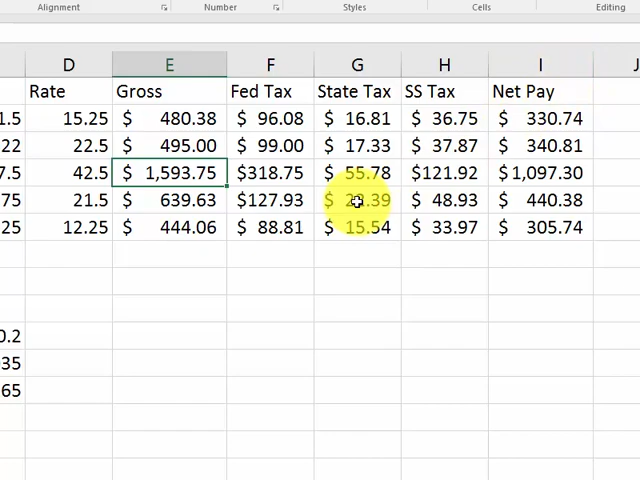 Alignment Number Styles Cells Editing
D E F G H I J
Rate Gross Fed Tax State Tax SS Tax Net Pay
1.5 15.25 $ 480.38 $ 96.08 $ 16.81 $ 36.75 $ 330.74
22 22.5 $ 495.00 $ 99.00 $ 17.33 $ 37.87 $ 340.81
7.5 42.5 $ 1,593.75 $318.75 $ 55.78 $121.92 $1,097.30
75 21.5 $ 639.63 $127.93 $ 22.39 $ 48.93 $ 440.38
25 12.25 $ 444.06 $ 88.81 $ 15.54 $ 33.97 $ 305.74
0.2
035
65